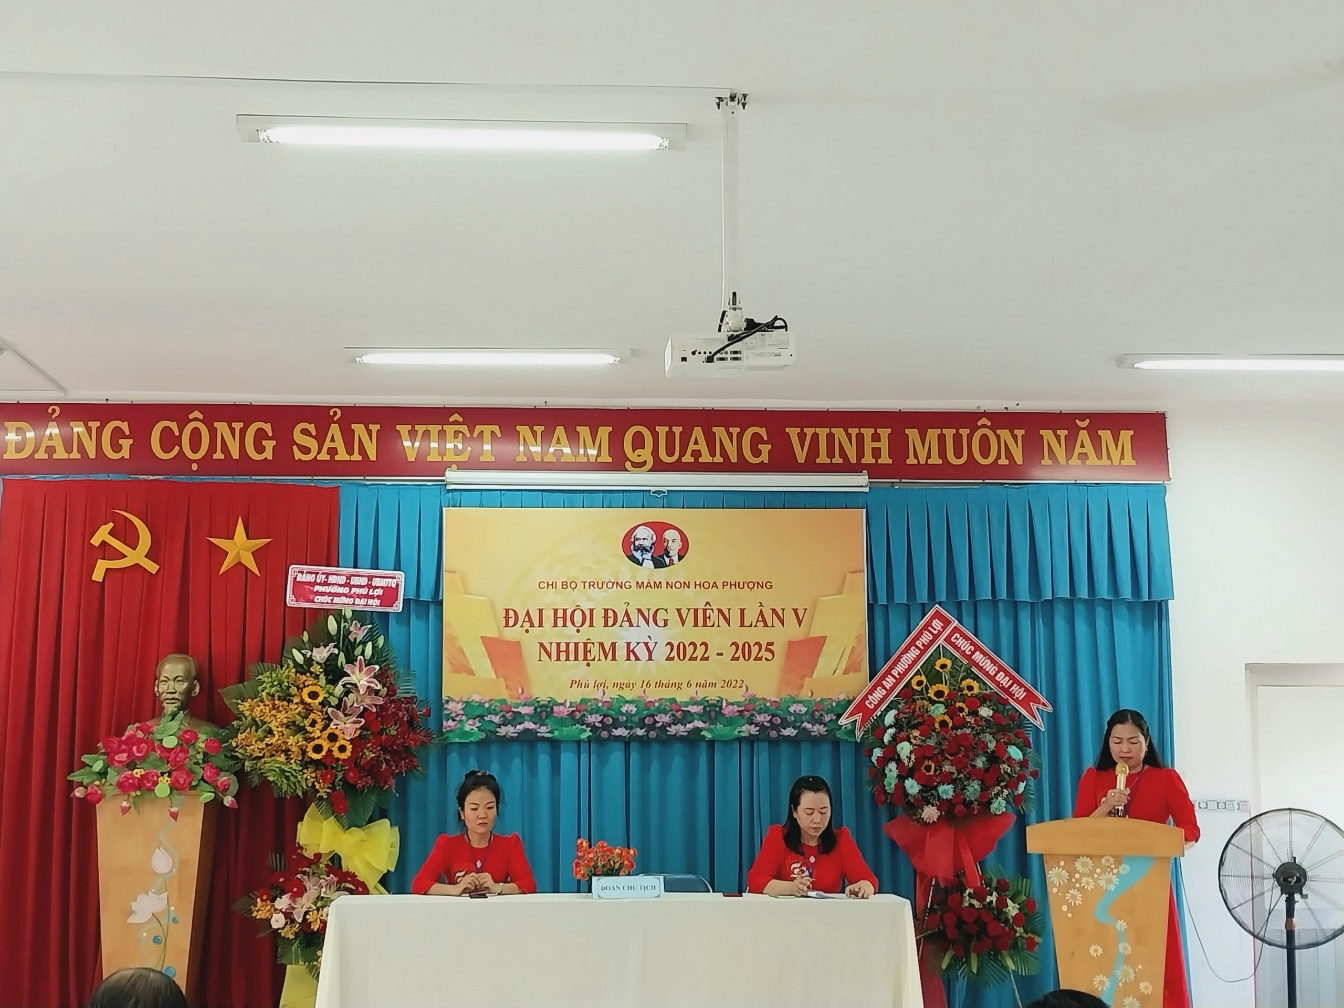 ĐẢNG CỘNG SẢN VIỆT NAM QUANG VINH MUÔN NĂM
CHI BỘ TRƯỜNG MẦM NON HOA PHƯỢNG
ĐẠI HỘI ĐẢNG VIÊN LẦN V
NHIỆM KỲ 2022 - 2025
Phú lợi, ngày 16 tháng 6 năm 2022
ĐẢNG ỦY- HĐND - UBND - UBMTTQ
PHƯỜNG PHÚ LỢI
CHÚC MỪNG ĐẠI HỘI
CÔNG AN PHƯỜNG PHÚ LỢI
CHÚC MỪNG ĐẠI HỘI
ĐOÀN CHỦ TỊCH